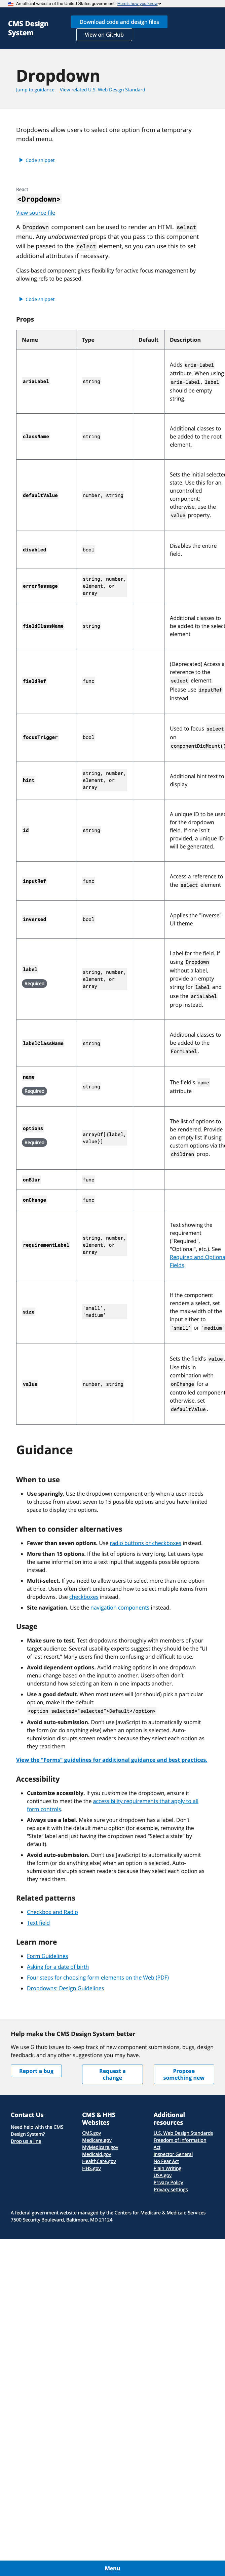 An official website of the United States government Here's how you know
CMS Design
System
Download code and design files
View on GitHub
Dropdown
Jump to guidance View related U.S. Web Design Standard
Dropdowns allow users to select one option from a temporary
modal menu.
Code snippet
React
<Dropdown>
View source file
A Dropdown component can be used to render an HTML select
menu. Any undocumented props that you pass to this component
will be passed to the select element, so you can use this to set
additional attributes if necessary.
Class-based component gives flexibility for active focus management by
allowing refs to be passed.
Code snippet
Props
Name Type Default Description
ariaLabel string Adds aria-label
attribute. When using
aria-label, label
should be empty
string.
className string Additional classes to
be added to the root
element.
defaultValue number, string Sets the initial selected
state. Use this for an
uncontrolled
component;
otherwise, use the
value property.
disabled bool Disables the entire
field.
errorMessage string, number,
element, or
array
fieldClassName string Additional classes to
be added to the select
element
fieldRef func (Deprecated) Access a
reference to the
select element.
Please use inputRef
instead.
focusTrigger bool Used to focus select
on
componentDidMount()
hint string, number,
element, or
array Additional hint text to
display
id string A unique ID to be used
for the dropdown
field. If one isn't
provided, a unique ID
will be generated.
inputRef func Access a reference to
the select element
inversed bool Applies the "inverse"
UI theme
label
Required string, number,
element, or
array Label for the field. If
using Dropdown
without a label,
provide an empty
string for label and
use the ariaLabel
prop instead.
labelClassName string Additional classes to
be added to the
FormLabel.
name
Required string The field's name
attribute
options
Required arrayOf[{label,
value}] The list of options to
be rendered. Provide
an empty list if using
custom options via the
children prop.
onBlur func
onChange func
requirementLabel string, number,
element, or
array Text showing the
requirement
("Required",
"Optional", etc.). See
Required and Optional
Fields.
size 'small',
'medium' If the component
renders a select, set
the max-width of the
input either to
'small' or 'medium'
value number, string Sets the field's value.
Use this in
combination with
onChange for a
controlled component;
otherwise, set
defaultValue.
Guidance
When to use
Use sparingly. Use the dropdown component only when a user needs
to choose from about seven to 15 possible options and you have limited
space to display the options.
When to consider alternatives
Fewer than seven options. Use radio buttons or checkboxes instead.
More than 15 options. If the list of options is very long. Let users type
the same information into a text input that suggests possible options
instead.
Multi-select. If you need to allow users to select more than one option
at once. Users often don't understand how to select multiple items from
dropdowns. Use checkboxes instead.
Site navigation. Use the navigation components instead.
Usage
Make sure to test. Test dropdowns thoroughly with members of your
target audience. Several usability experts suggest they should be the "UI
of last resort." Many users find them confusing and difficult to use.
Avoid dependent options. Avoid making options in one dropdown
menu change based on the input to another. Users often don't
understand how selecting an item in one impacts another.
Use a good default. When most users will (or should) pick a particular
option, make it the default:
<option selected="selected">Default</option>
Avoid auto-submission. Don't use JavaScript to automatically submit
the form (or do anything else) when an option is selected. Auto-
submission disrupts screen readers because they select each option as
they read them.
View the "Forms" guidelines for additional guidance and best practices.
Accessibility
Customize accessibly. If you customize the dropdown, ensure it
continues to meet the the accessibility requirements that apply to all
form controls.
Always use a label. Make sure your dropdown has a label. Don't
replace it with the default menu option (for example, removing the
"State" label and just having the dropdown read "Select a state" by
default).
Avoid auto-submission. Don't use JavaScript to automatically submit
the form (or do anything else) when an option is selected. Auto-
submission disrupts screen readers because they select each option as
they read them.
Related patterns
Checkbox and Radio
Text field
Learn more
Form Guidelines
Asking for a date of birth
Four steps for choosing form elements on the Web (PDF)
Dropdowns: Design Guidelines
Help make the CMS Design System better
We use Github issues to keep track of new component submissions, bugs, design
feedback, and any other suggestions you may have.
Report a bug
Request a
change
Propose
something new
Contact Us
Need help with the CMS
Design System?
Drop us a line
CMS & HHS
Websites
CMS.gov
Medicare.gov
MyMedicare.gov
Medicaid.gov
HealthCare.gov
HHS.gov
Additional
resources
U.S. Web Design Standards
Freedom of Information
Act
Inspector General
No Fear Act
Plain Writing
USA.gov
Privacy Policy
Privacy settings
A federal government website managed by the Centers for Medicare & Medicaid Services
7500 Security Boulevard, Baltimore, MD 21124
Menu